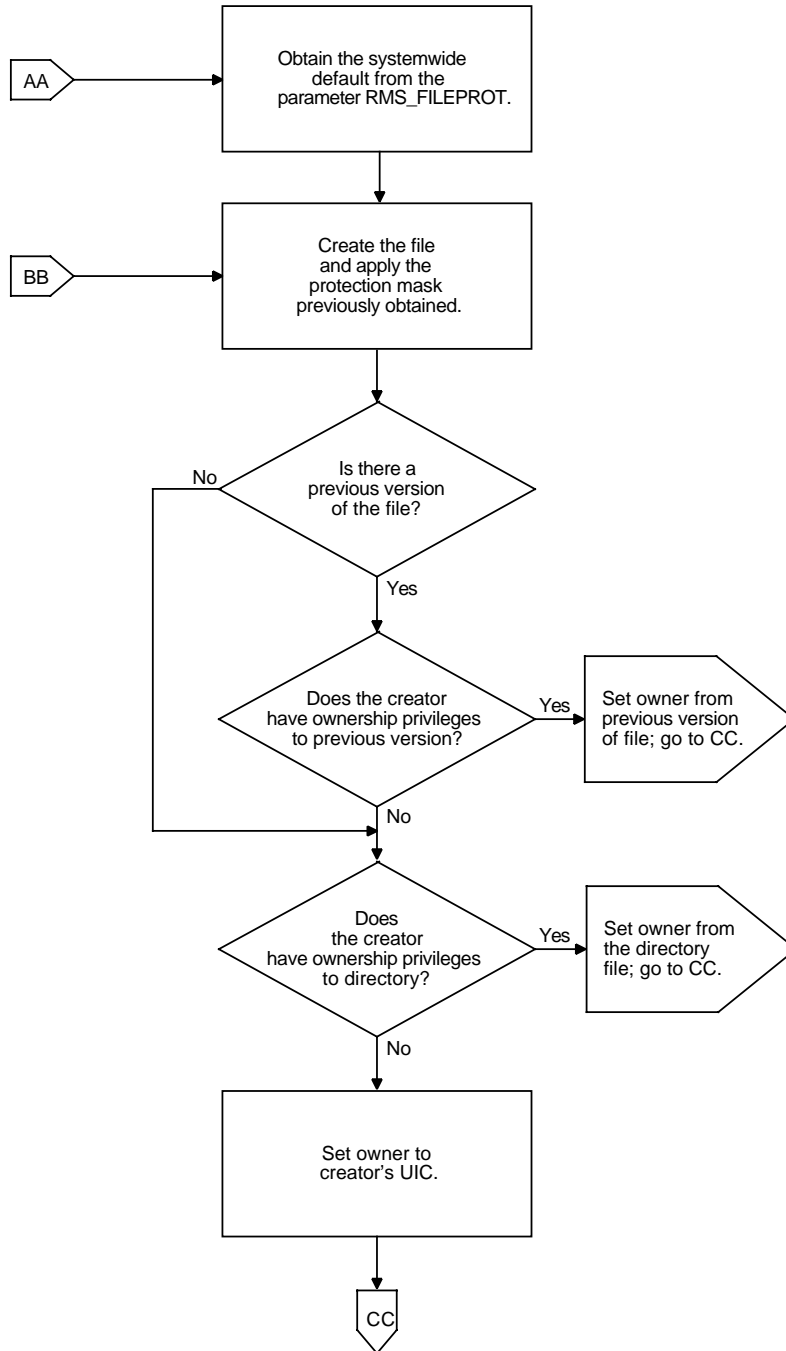 AA
Obtain the systemwide
default from the
parameter RMS_FILEPROT.
BB
Create the file
and apply the
protection mask
previously obtained.
No
Is there a
previous version
of the file?
Yes
Does the creator
have ownership privileges
to previous version?
Yes
Set owner from
previous version
of file; go to CC.
No
Does
the creator
have ownership privileges
to directory?
Yes
Set owner from
the directory
file; go to CC.
No
Set owner to
creator's UIC.
CC